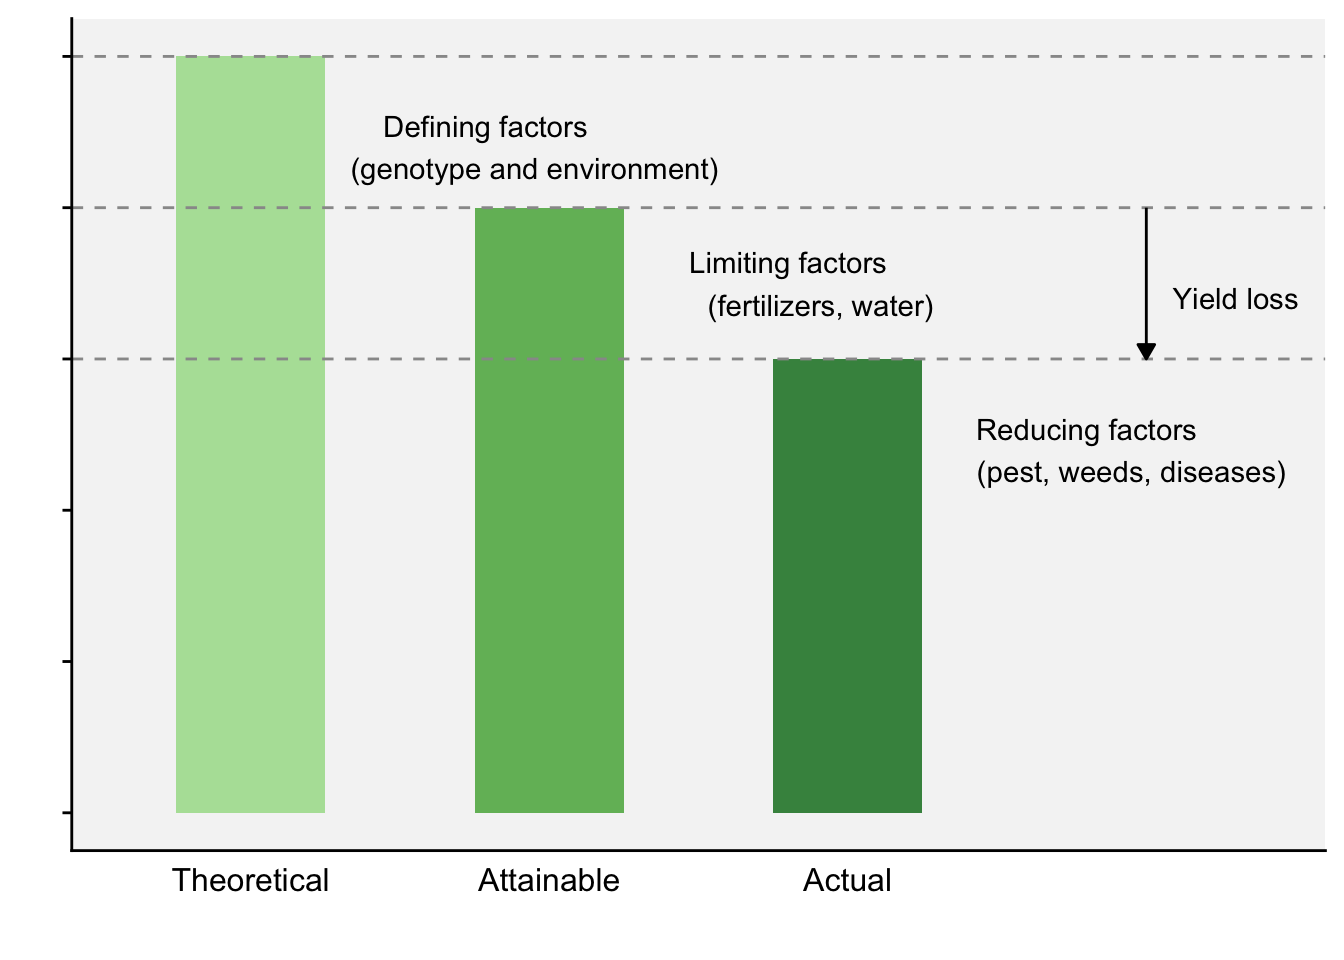 Defining factors
(genotype and environment)
Limiting factors
(fertilizers, water)
Yield loss
Reducing factors
(pest, weeds, diseases)
Theoretical
Attainable
Actual